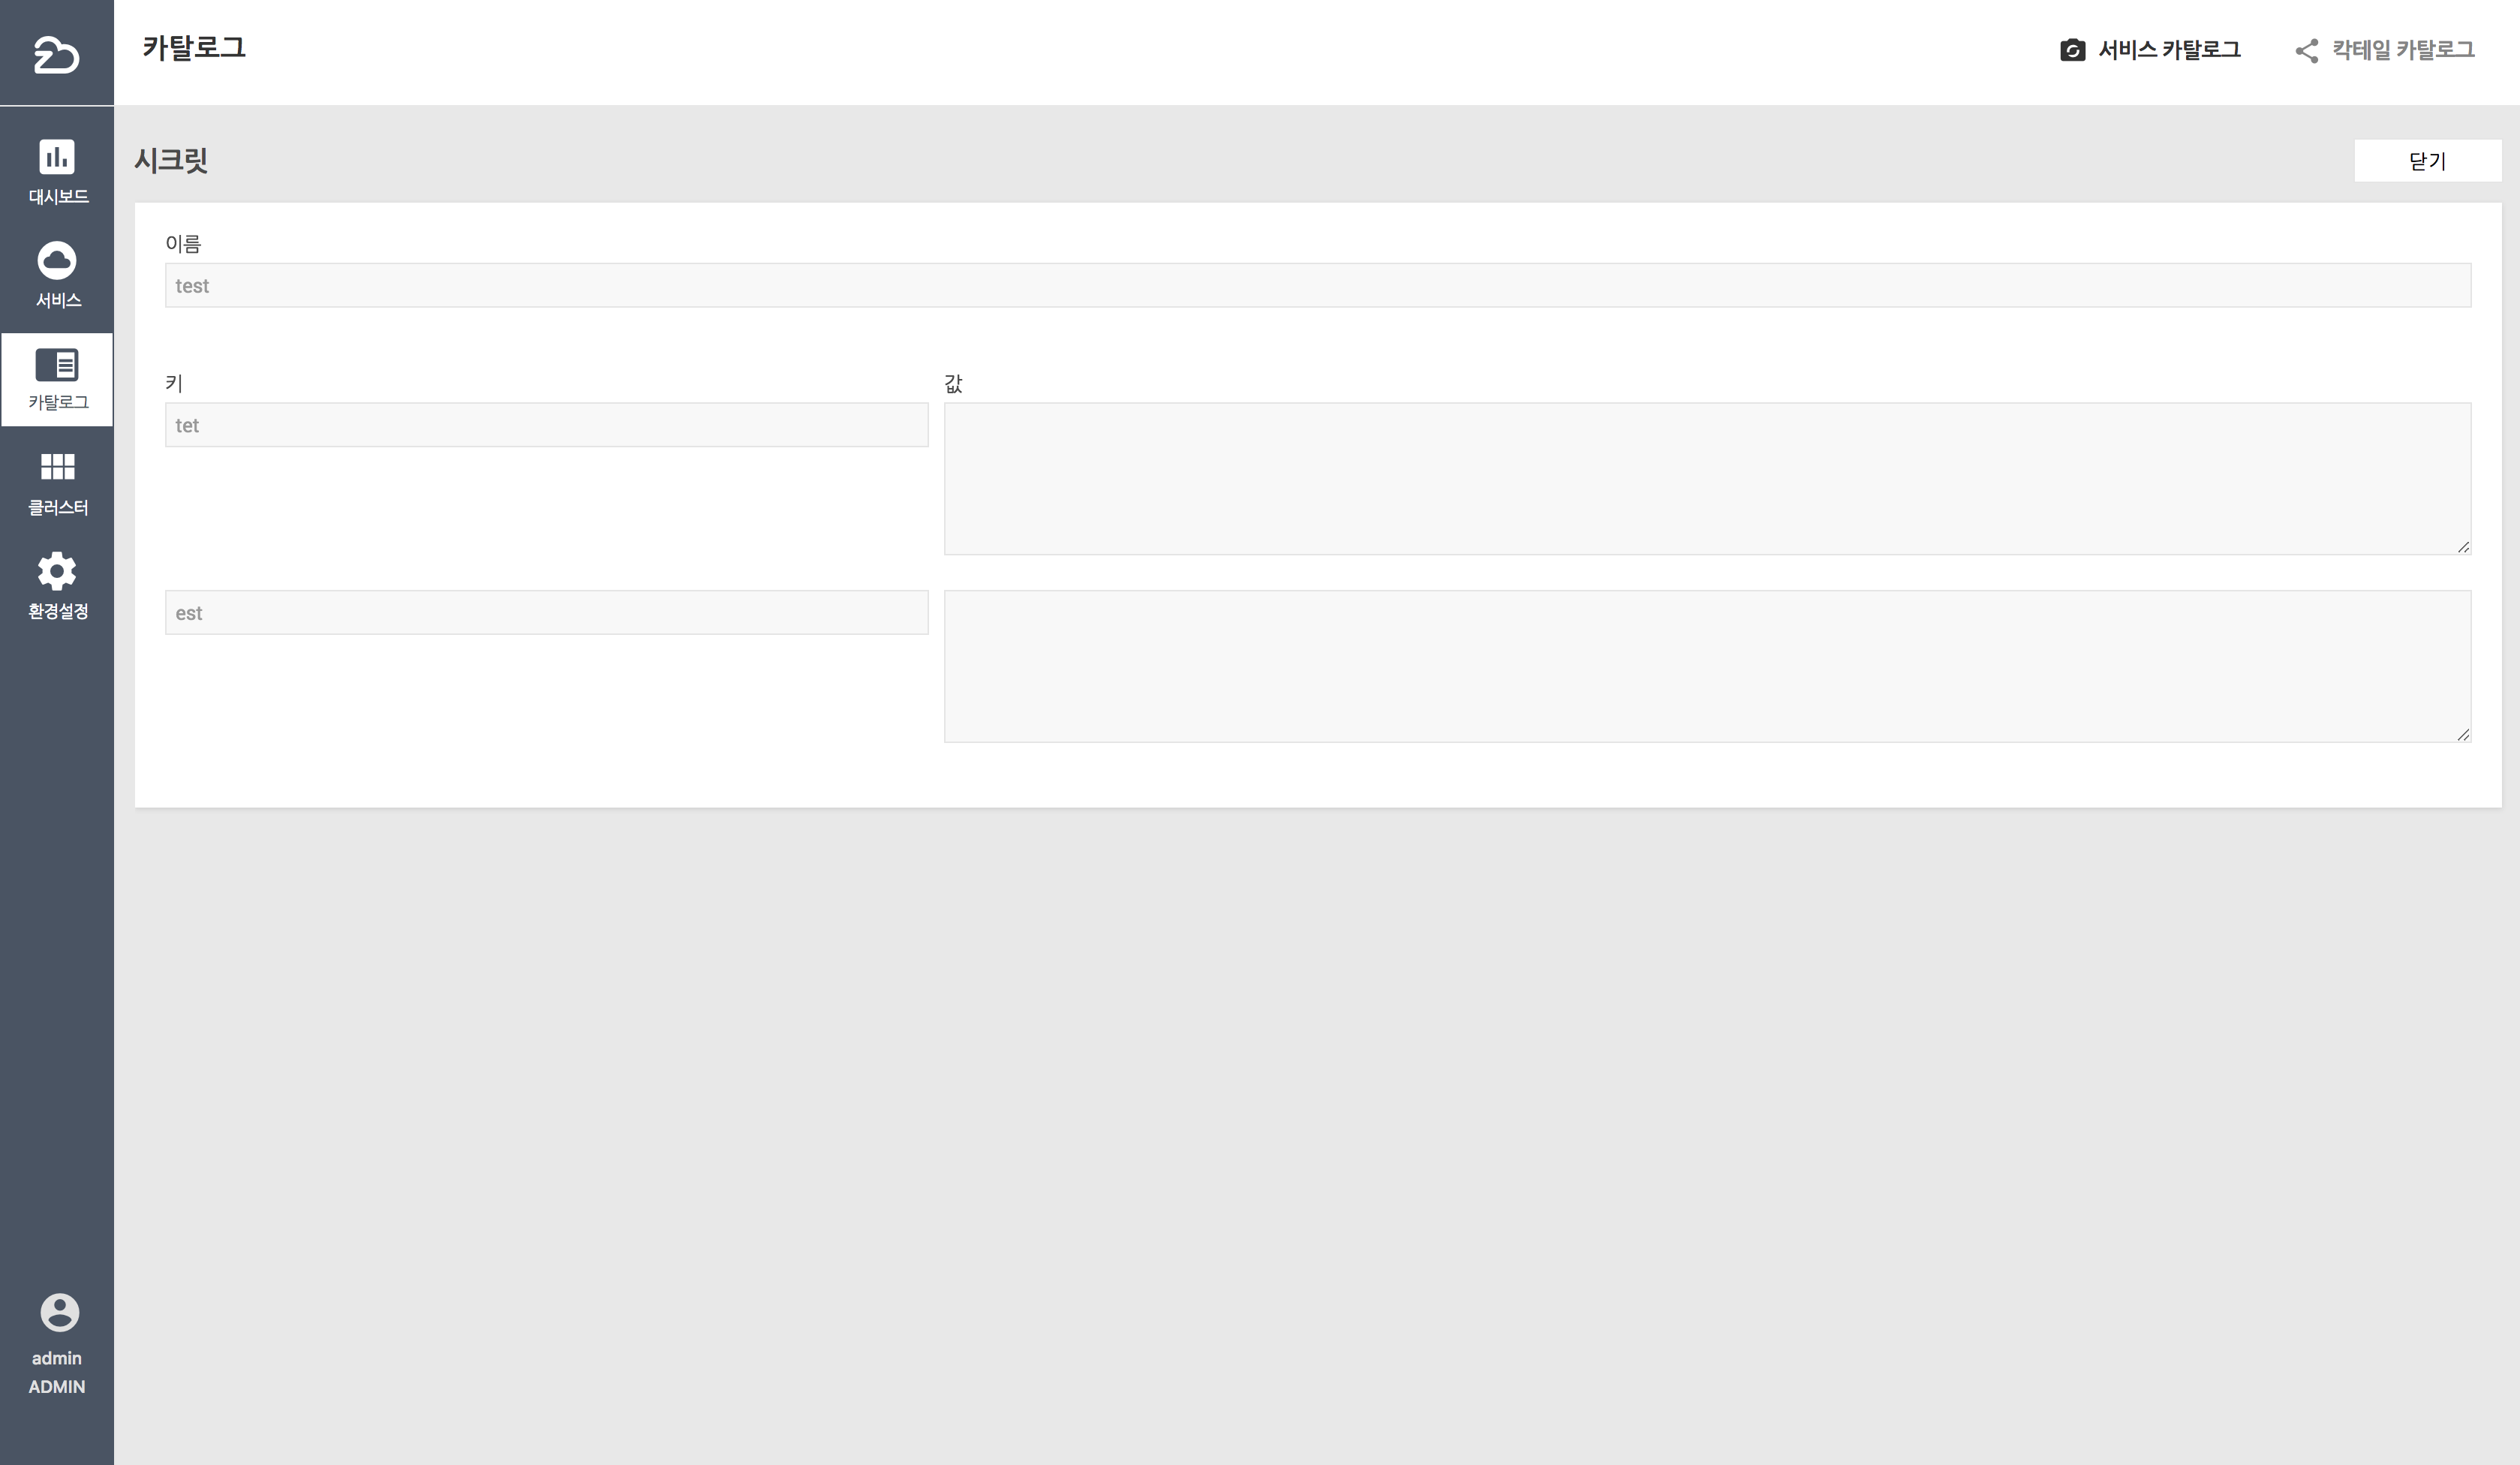 카탈로그
서비스 카탈로그
칵테일 카탈로그
대시보드
서비스
카탈로그
클러스터
환경설정
admin
ADMIN
시크릿
닫기
이름
test
키
값
tet
est